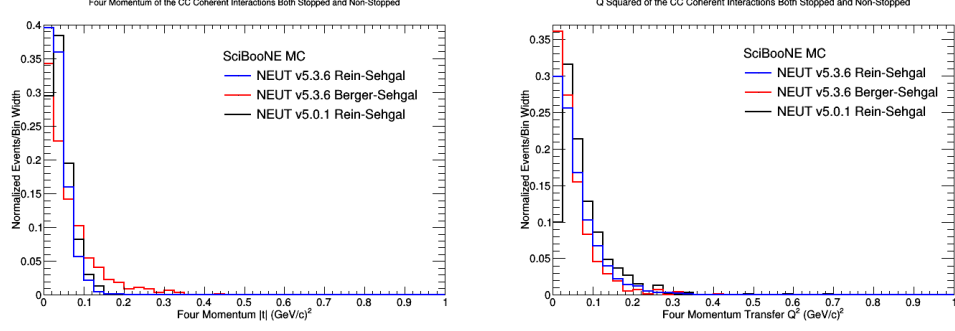 Four Momentum of the CC Coherent Interactions Both Stopped and Non-Stopped
SciBooNE MC
NEUT v5.3.6 Rein-Sehgal
NEUT v5.3.6 Berger-Sehgal
NEUT v5.0.1 Rein-Sehgal
Normalized Events/Bin Width
0.4
0.35
0.3
0.25
0.2
0.15
0.1
0.05
0
0 0.1 0.2 0.3 0.4 0.5 0.6 0.7 0.8 0.9 1
Four Momentum |t| (GeV/c)²
Q Squared of the CC Coherent Interactions Both Stopped and Non-Stopped
SciBooNE MC
NEUT v5.3.6 Rein-Sehgal
NEUT v5.3.6 Berger-Sehgal
NEUT v5.0.1 Rein-Sehgal
Normalized Events/Bin Width
0.35
0.3
0.25
0.2
0.15
0.1
0.05
0
0 0.1 0.2 0.3 0.4 0.5 0.6 0.7 0.8 0.9 1
Four Momentum Transfer Q² (GeV/c)²